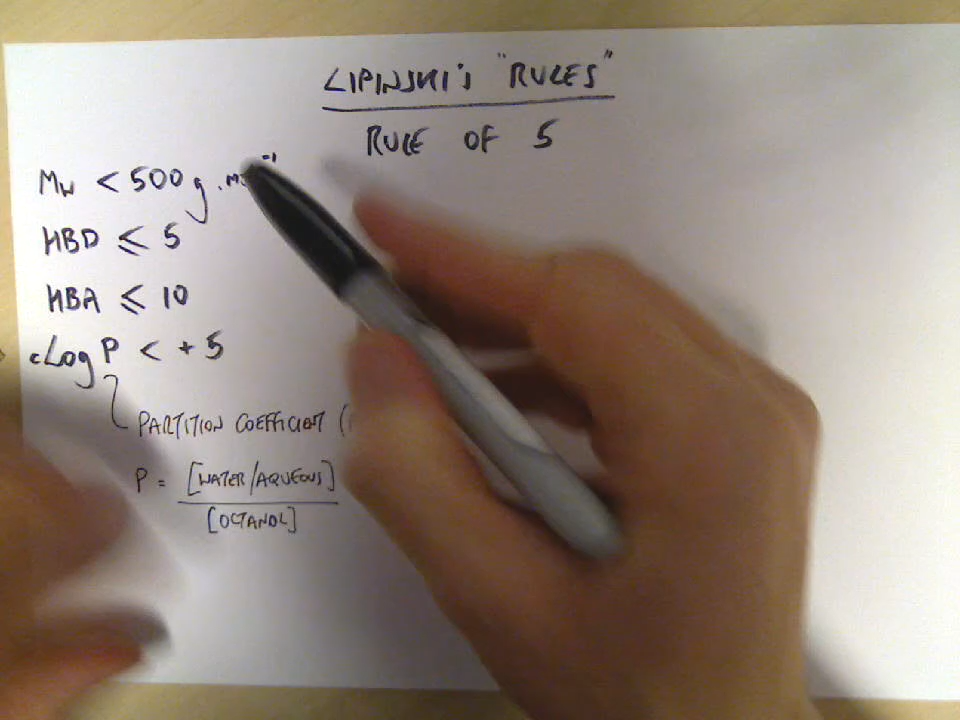 LIPINSKI'S "RULES"
RULE OF 5
Mw < 500 g
HBD ⩽ 5
HBA ⩽ 10
cLog P < + 5
PARTITION COEFFICIENT (
P = [WATER/AQUEOUS]
[OCTANOL]